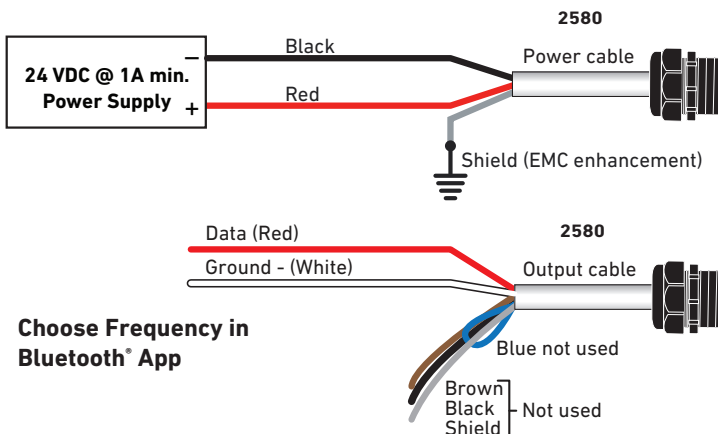 2580
Black
Power cable
24 VDC @ 1A min.
Power Supply
−
+
Red
Shield (EMC enhancement)
Data (Red)
2580
Ground - (White)
Output cable
Choose Frequency in
Bluetooth® App
Blue not used
Brown
Black
Shield
Not used